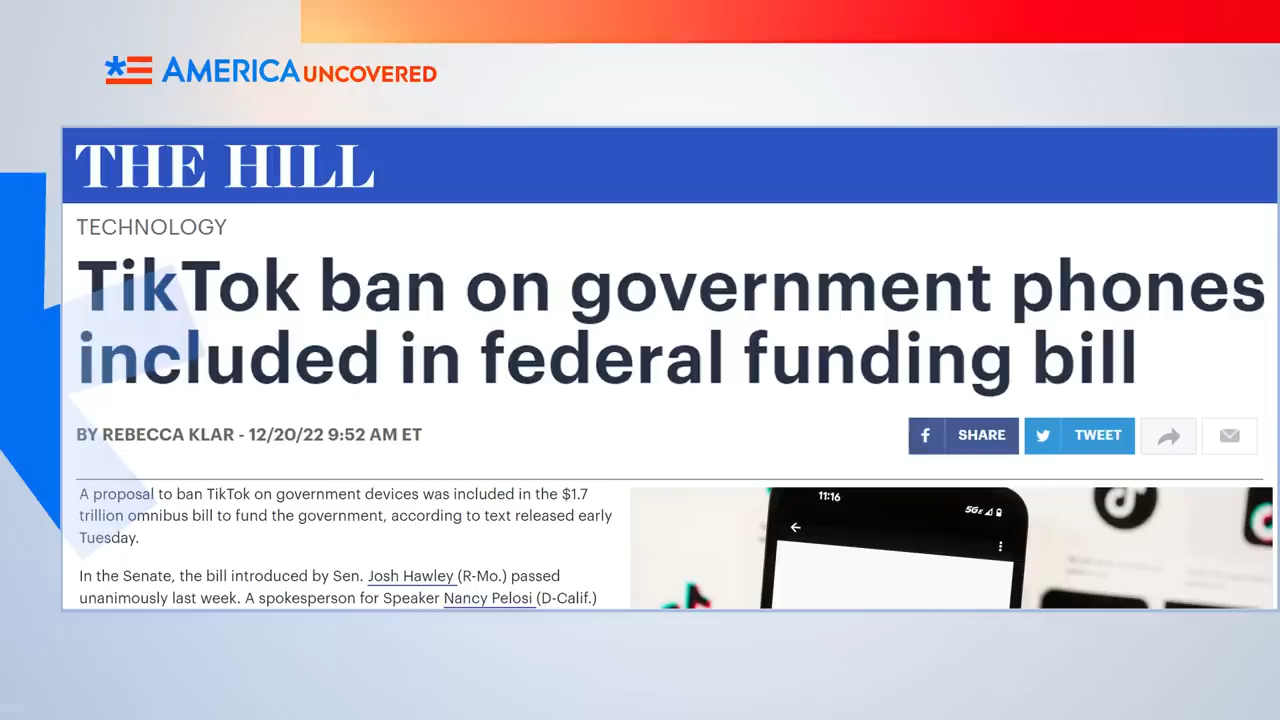 AMERICA UNCOVERED
THE HILL
TECHNOLOGY
TikTok ban on government phones
included in federal funding bill
BY REBECCA KLAR - 12/20/22 9:52 AM ET
SHARE
TWEET
A proposal to ban TikTok on government devices was included in the $1.7
trillion omnibus bill to fund the government, according to text released early
Tuesday.
In the Senate, the bill introduced by Sen. Josh Hawley (R-Mo.) passed
unanimously last week. A spokesperson for Speaker Nancy Pelosi (D-Calif.)
11:16
5GE